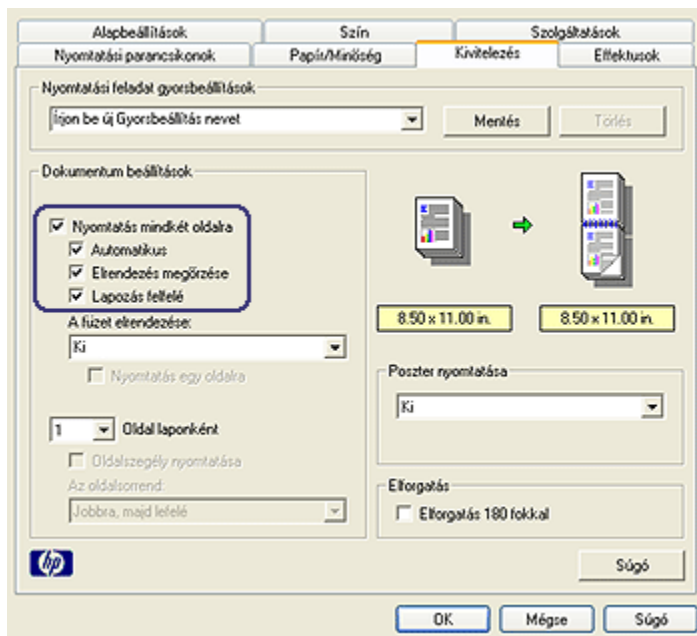 Alapbeállítások
Szín
Szolgáltatások
Nyomtatási parancsikonok
Papír/Minőség
Kivitelezés
Effektusok
Nyomtatási feladat gyorsbeállítások
Írjon be új Gyorsbeállítás nevet
Mentés
Törlés
Dokumentum beállítások
Nyomtatás mindkét oldalra
Automatikus
Elrendezés megőrzése
Lapozás felfelé
A füzet elrendezése:
Ki
Nyomtatás egy oldalra
1 Oldal laponként
Oldalszegély nyomtatása
Az oldalsorrend:
Jobbra, majd lefelé
8.50 x 11.00 in.
8.50 x 11.00 in.
Poszter nyomtatása
Ki
Elforgatás
Elforgatás 180 fokkal
hp
Súgó
OK
Mégse
Súgó